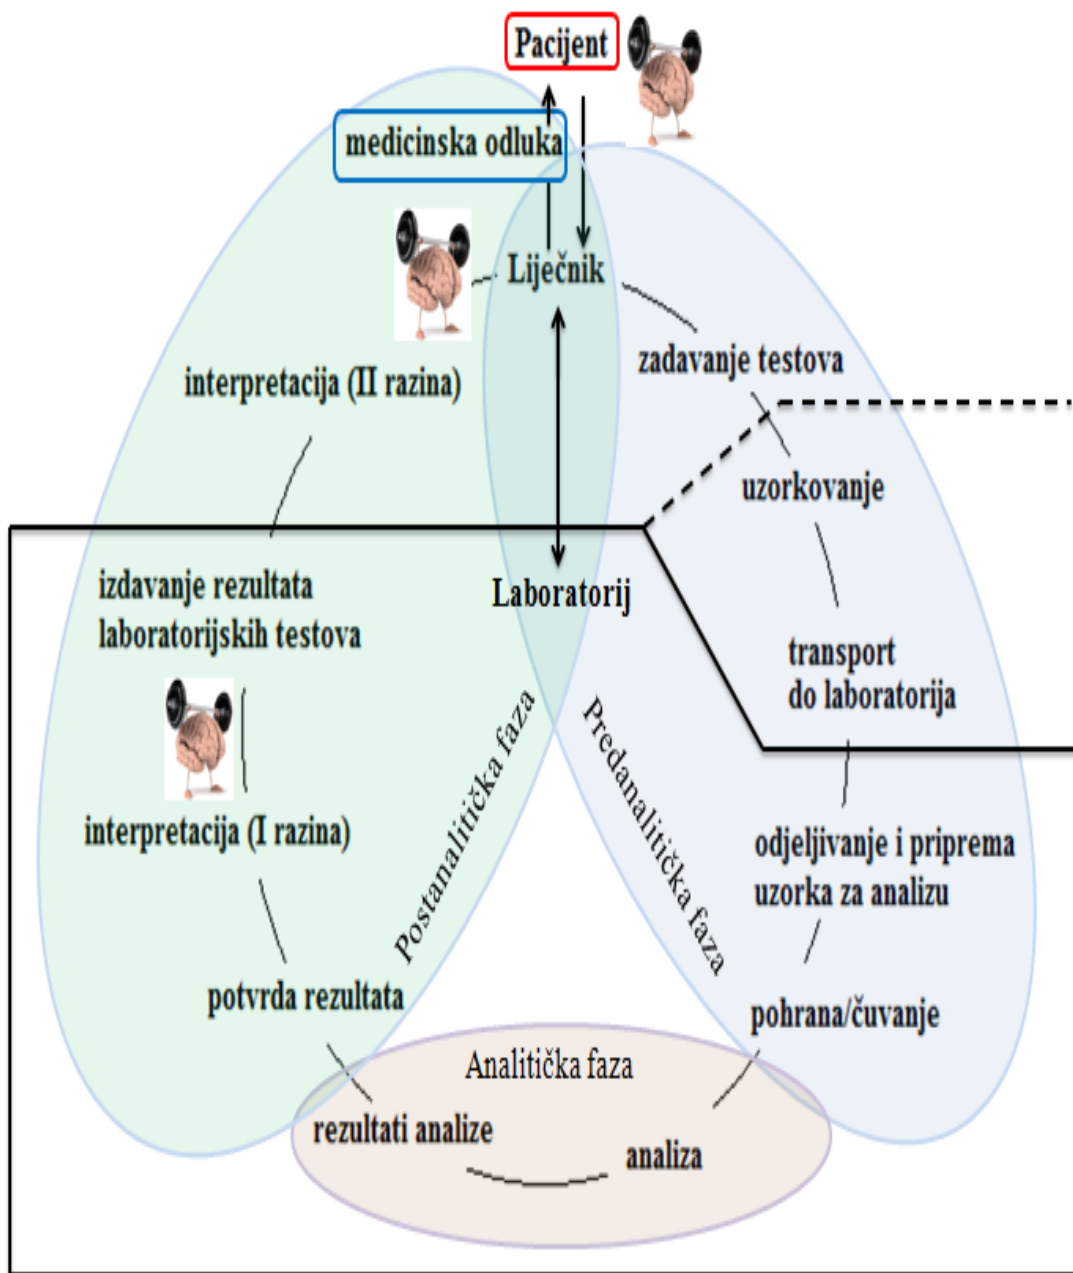 Pacijent
medicinska odluka
Liječnik
zadavanje testova
interpretacija (II razina)
uzorkovanje
izdavanje rezultata
laboratorijskih testova
Laboratorij
transport
do laboratorija
Postanalitička faza
Predanalitička faza
interpretacija (I razina)
odjeljivanje i priprema
uzorka za analizu
potvrda rezultata
pohrana/čuvanje
Analitička faza
rezultati analize
analiza